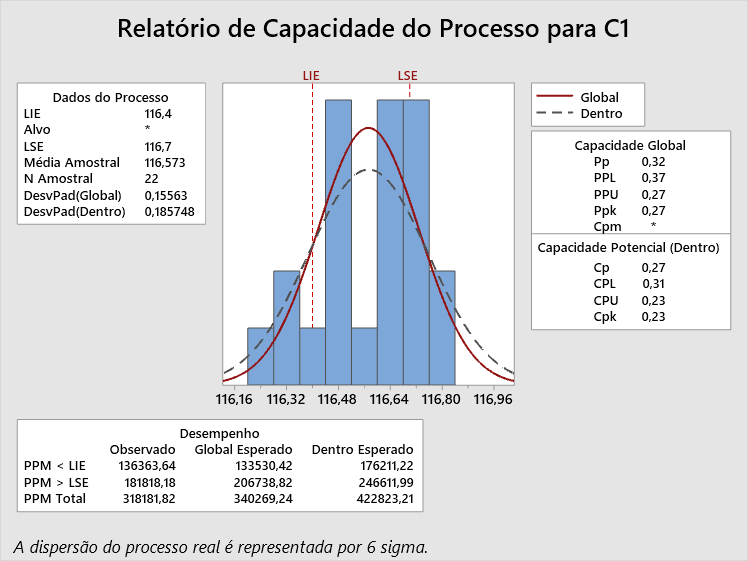 Relatório de Capacidade do Processo para C1
LIE LSE
Dados do Processo
LIE 116,4
Alvo *
LSE 116,7
Média Amostral 116,573
N Amostral 22
DesvPad(Global) 0,15563
DesvPad(Dentro) 0,185748
Global
Dentro
Capacidade Global
Pp 0,32
PPL 0,37
PPU 0,27
Ppk 0,27
Cpm *
Capacidade Potencial (Dentro)
Cp 0,27
CPL 0,31
CPU 0,23
Cpk 0,23
116,16 116,32 116,48 116,64 116,80 116,96
Desempenho
Observado Global Esperado Dentro Esperado
PPM < LIE 136363,64 133530,42 176211,22
PPM > LSE 181818,18 206738,82 246611,99
PPM Total 318181,82 340269,24 422823,21
A dispersão do processo real é representada por 6 sigma.